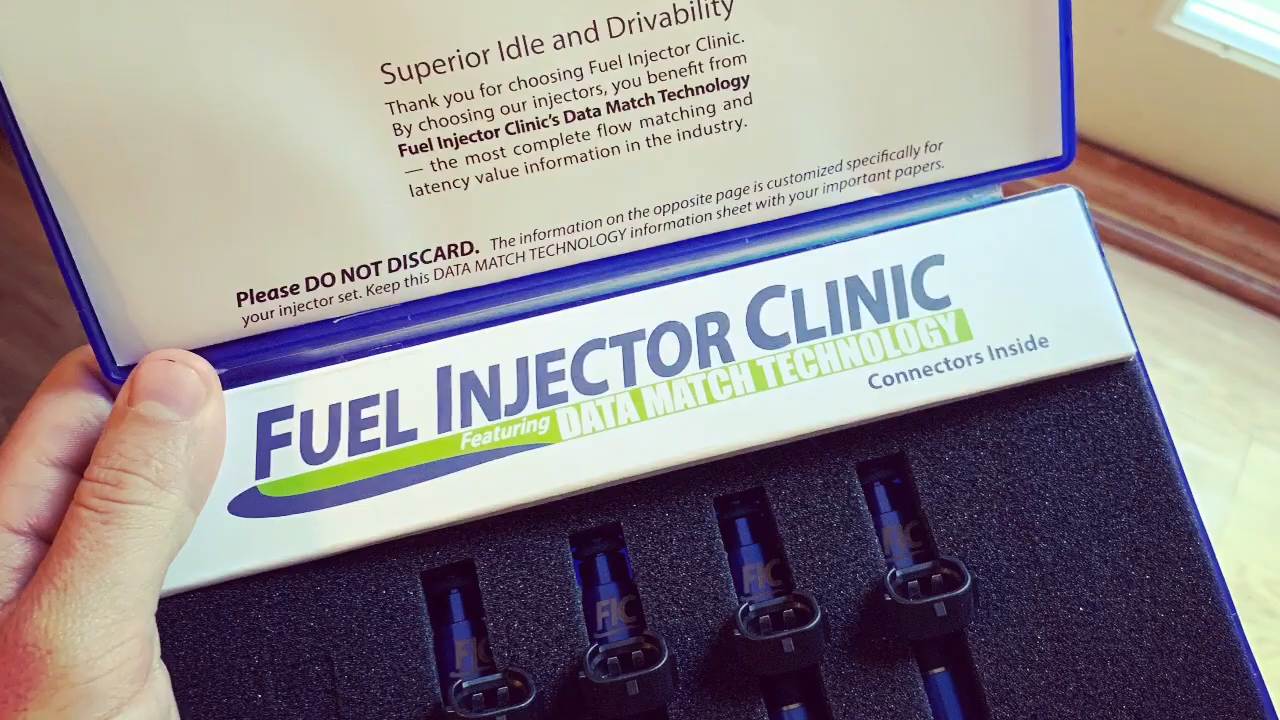 Superior Idle and Drivability
Thank you for choosing Fuel Injector Clinic.
By choosing our injectors, you benefit from
Fuel Injector Clinic's Data Match Technology
— the most complete flow matching and
latency value information in the industry.
Please DO NOT DISCARD. The information on the opposite page is customized specifically for
your injector set. Keep this DATA MATCH TECHNOLOGY information sheet with your important papers.
FUEL INJECTOR CLINIC
Featuring DATA MATCH TECHNOLOGY
Connectors Inside
FIC
FIC
FIC
FIC